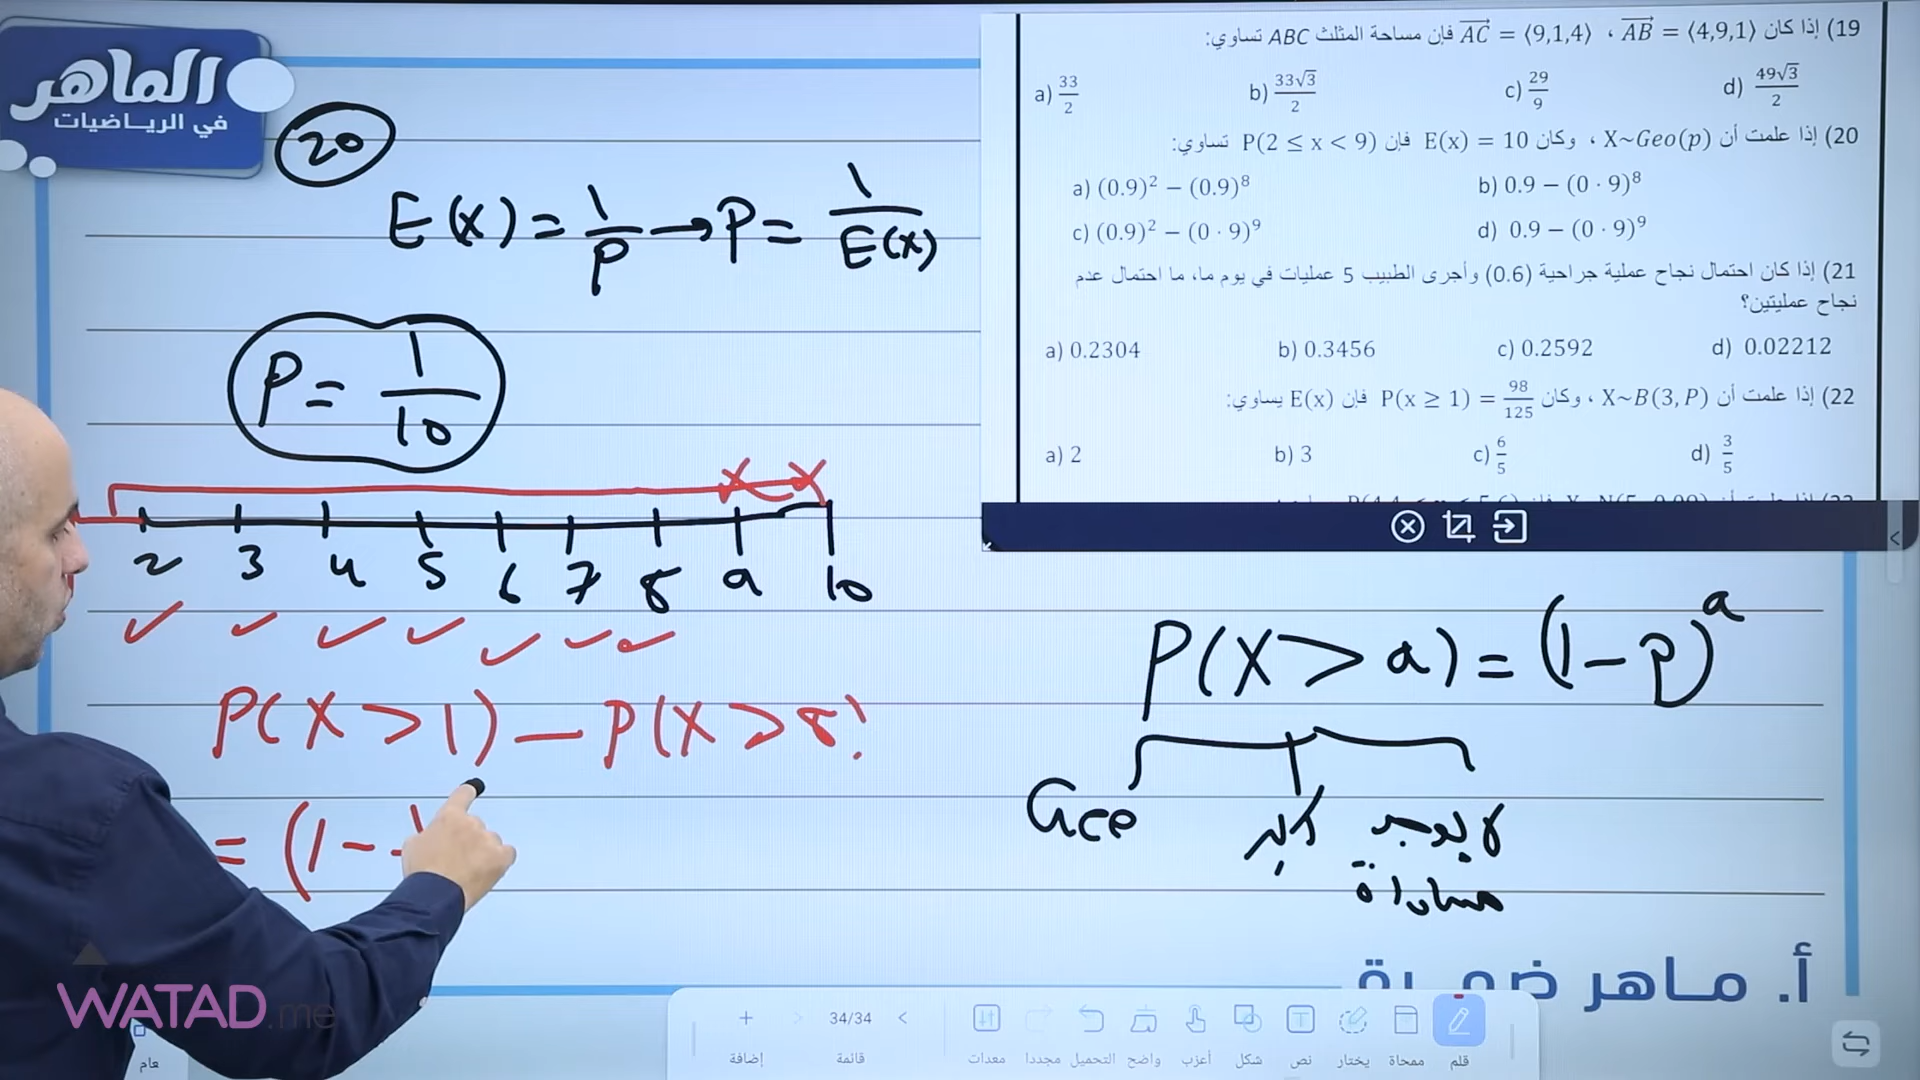 الماهر
في الرياضيات
20
E(x) = 1/P → P = 1/E(x)
P = 1/10
2 3 4 5 6 7 8 9 10
P(X > 1) − P(X > 8)
= (1 −
19) إذا كان AB = ⟨4,9,1⟩ ، AC = ⟨9,1,4⟩ فإن مساحة المثلث ABC تساوي:
a) 33/2 b) 33√3/2 c) 29/9 d) 49√3/2
20) إذا علمت أن X~Geo(p) ، وكان E(x) = 10 فإن P(2 ≤ x < 9) تساوي:
a) (0.9)² − (0.9)⁸ b) 0.9 − (0 · 9)⁸
c) (0.9)² − (0 · 9)⁹ d) 0.9 − (0 · 9)⁹
21) إذا كان احتمال نجاح عملية جراحية (0.6) وأجرى الطبيب 5 عمليات في يوم ما، ما احتمال عدم
نجاح عمليتين؟
a) 0.2304 b) 0.3456 c) 0.2592 d) 0.02212
22) إذا علمت أن X~B(3, P) ، وكان P(x ≥ 1) = 98/125 فإن E(x) يساوي:
a) 2 b) 3 c) 6/5 d) 3/5
P(X > a) = (1 − P)^a
Geo أكبر لا يوجد
مساواة
أ. ماهر ضمرة
WATAD.me
إضافة + قائمة 34/34 معدات مجددا التحميل واضح أعزب شكل نص يختار ممحاة قلم
عام